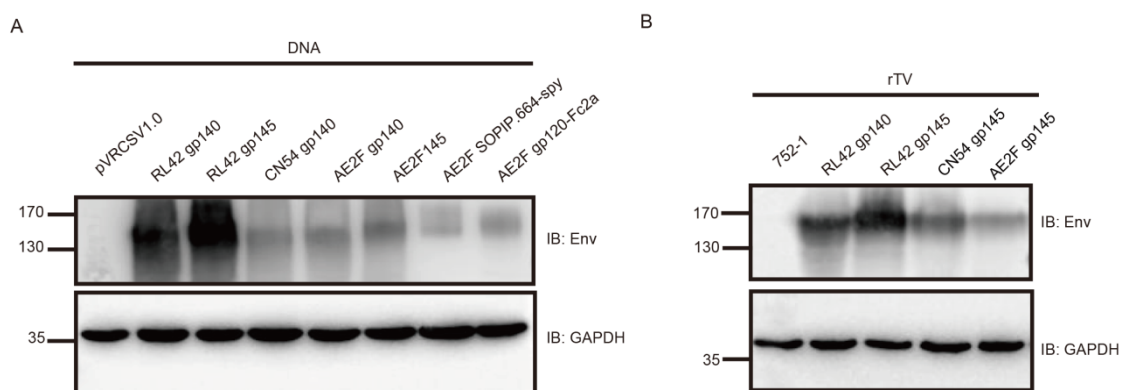 A
DNA
pVRCSV1.0
RL42 gp140
RL42 gp145
CN54 gp140
AE2F gp140
AE2F145
AE2F SOPIP.664-spy
AE2F gp120-Fc2a
170
130
IB: Env
35
IB: GAPDH
B
rTV
752-1
RL42 gp140
RL42 gp145
CN54 gp145
AE2F gp145
170
130
IB: Env
35
IB: GAPDH